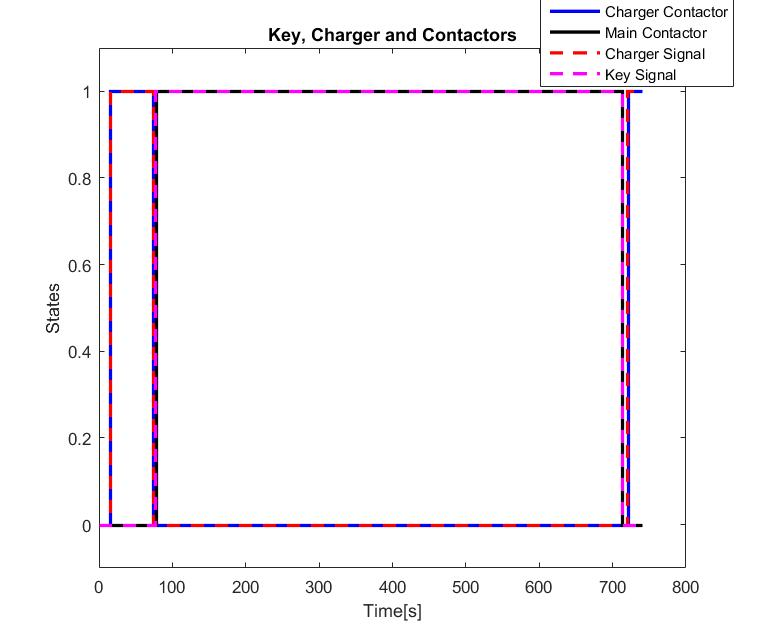 Charger Contactor
Main Contactor
Charger Signal
Key Signal
Key, Charger and Contactors
1
0.8
0.6
0.4
0.2
0
States
0 100 200 300 400 500 600 700 800
Time[s]